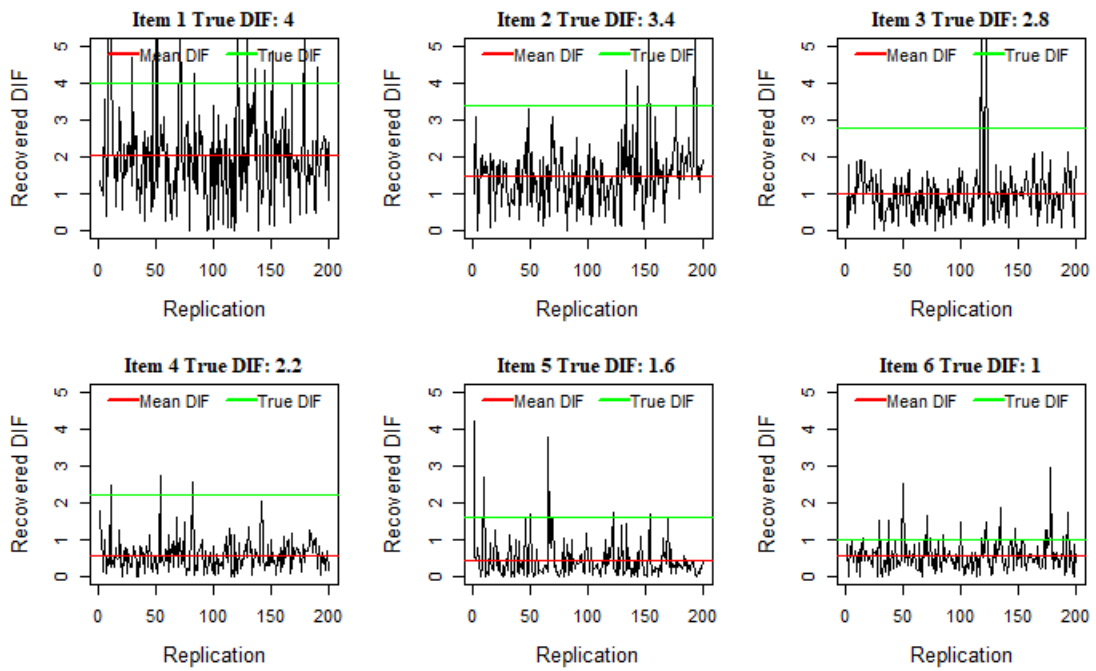 Item 1 True DIF: 4
Mean DIF True DIF
Recovered DIF
0 1 2 3 4 5
0 50 100 150 200
Replication
Item 2 True DIF: 3.4
Mean DIF True DIF
Recovered DIF
0 1 2 3 4 5
0 50 100 150 200
Replication
Item 3 True DIF: 2.8
Mean DIF True DIF
Recovered DIF
0 1 2 3 4 5
0 50 100 150 200
Replication
Item 4 True DIF: 2.2
Mean DIF True DIF
Recovered DIF
0 1 2 3 4 5
0 50 100 150 200
Replication
Item 5 True DIF: 1.6
Mean DIF True DIF
Recovered DIF
0 1 2 3 4 5
0 50 100 150 200
Replication
Item 6 True DIF: 1
Mean DIF True DIF
Recovered DIF
0 1 2 3 4 5
0 50 100 150 200
Replication